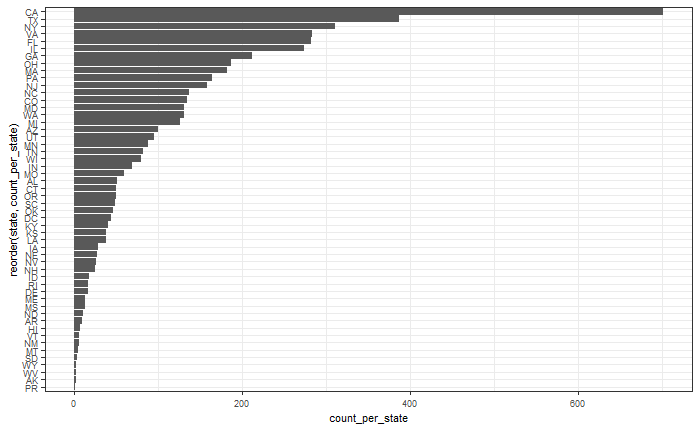 CA
TX
NY
VA
FL
IL
GA
OH
MA
PA
NJ
NC
CO
MD
WA
MI
AZ
UT
MN
TN
WI
IN
MO
AL
CT
OR
SC
OK
DC
KY
KS
LA
IA
NE
NV
NH
ID
RI
DE
ME
MS
ND
AR
HI
VT
NM
MT
SD
WY
WV
AK
PR
reorder(state, count_per_state)
0 200 400 600
count_per_state